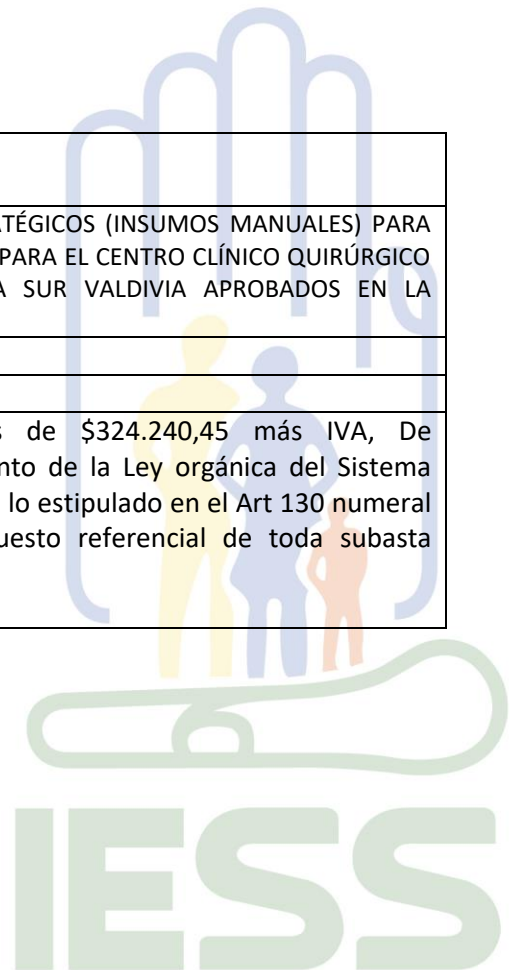 ATÉGICOS (INSUMOS MANUALES) PARA
PARA EL CENTRO CLÍNICO QUIRÚRGICO
A SUR VALDIVIA APROBADOS EN LA
s de $324.240,45 más IVA, De
nto de la Ley orgánica del Sistema
lo estipulado en el Art 130 numeral
uesto referencial de toda subasta
IESS